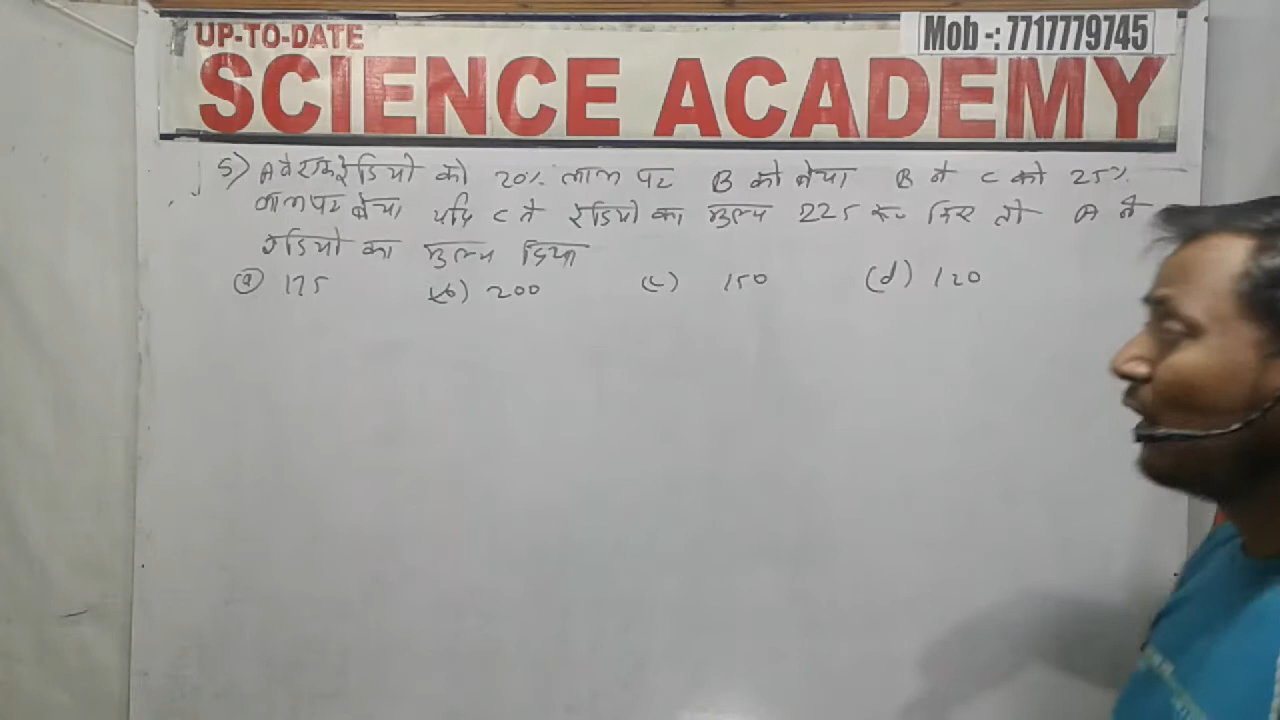 UP-TO-DATE
Mob -: 7717779745
SCIENCE ACADEMY
5) A ने एक रेडियो को 20% लाभ पर B को बेचा B ने C को 25%
लाभ पर बेचा यदि C ने रेडियो का मुल्य 225 रू० दिए तो A ने
रेडियो का मुल्य दिया
(a) 175 (b) 200 (c) 150 (d) 120